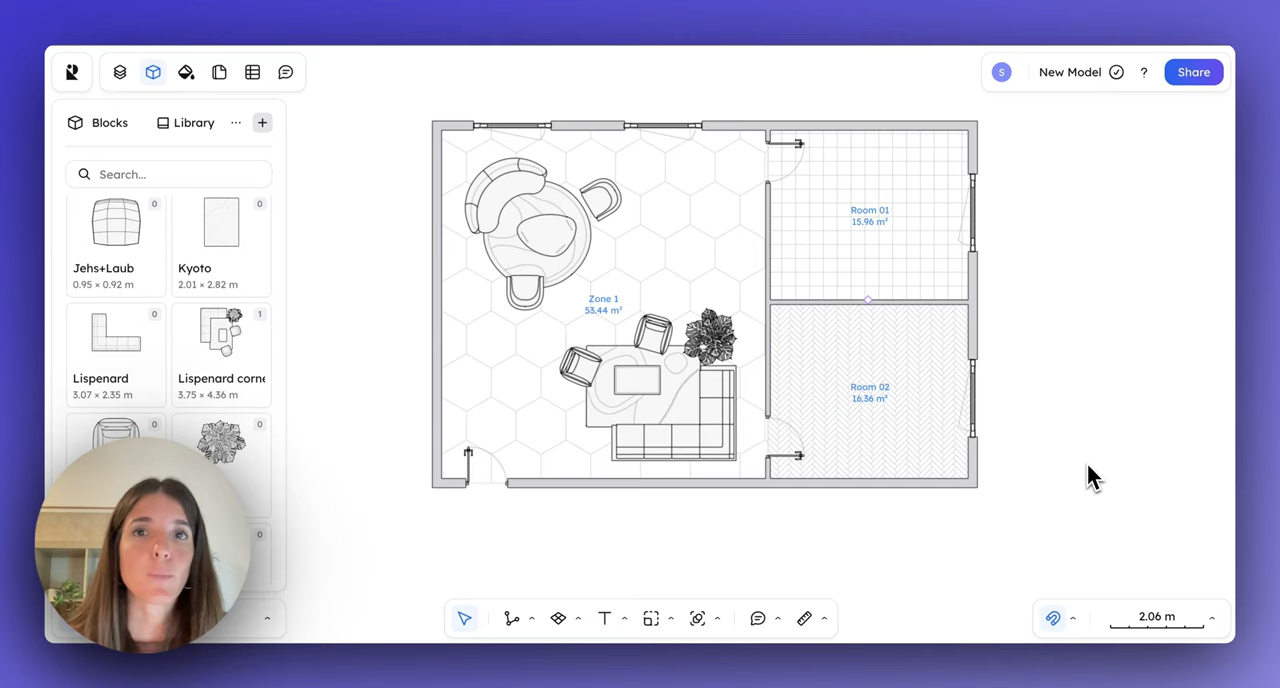 S
New Model
?
Share
Blocks
Library
Search...
0
0
Jehs+Laub
0.95 × 0.92 m
Kyoto
2.01 × 2.82 m
0
1
Lispenard
3.07 × 2.35 m
Lispenard corne
3.75 × 4.36 m
0
0
0
Room 01
15.96 m²
Zone 1
53.44 m²
Room 02
16.36 m²
2.06 m